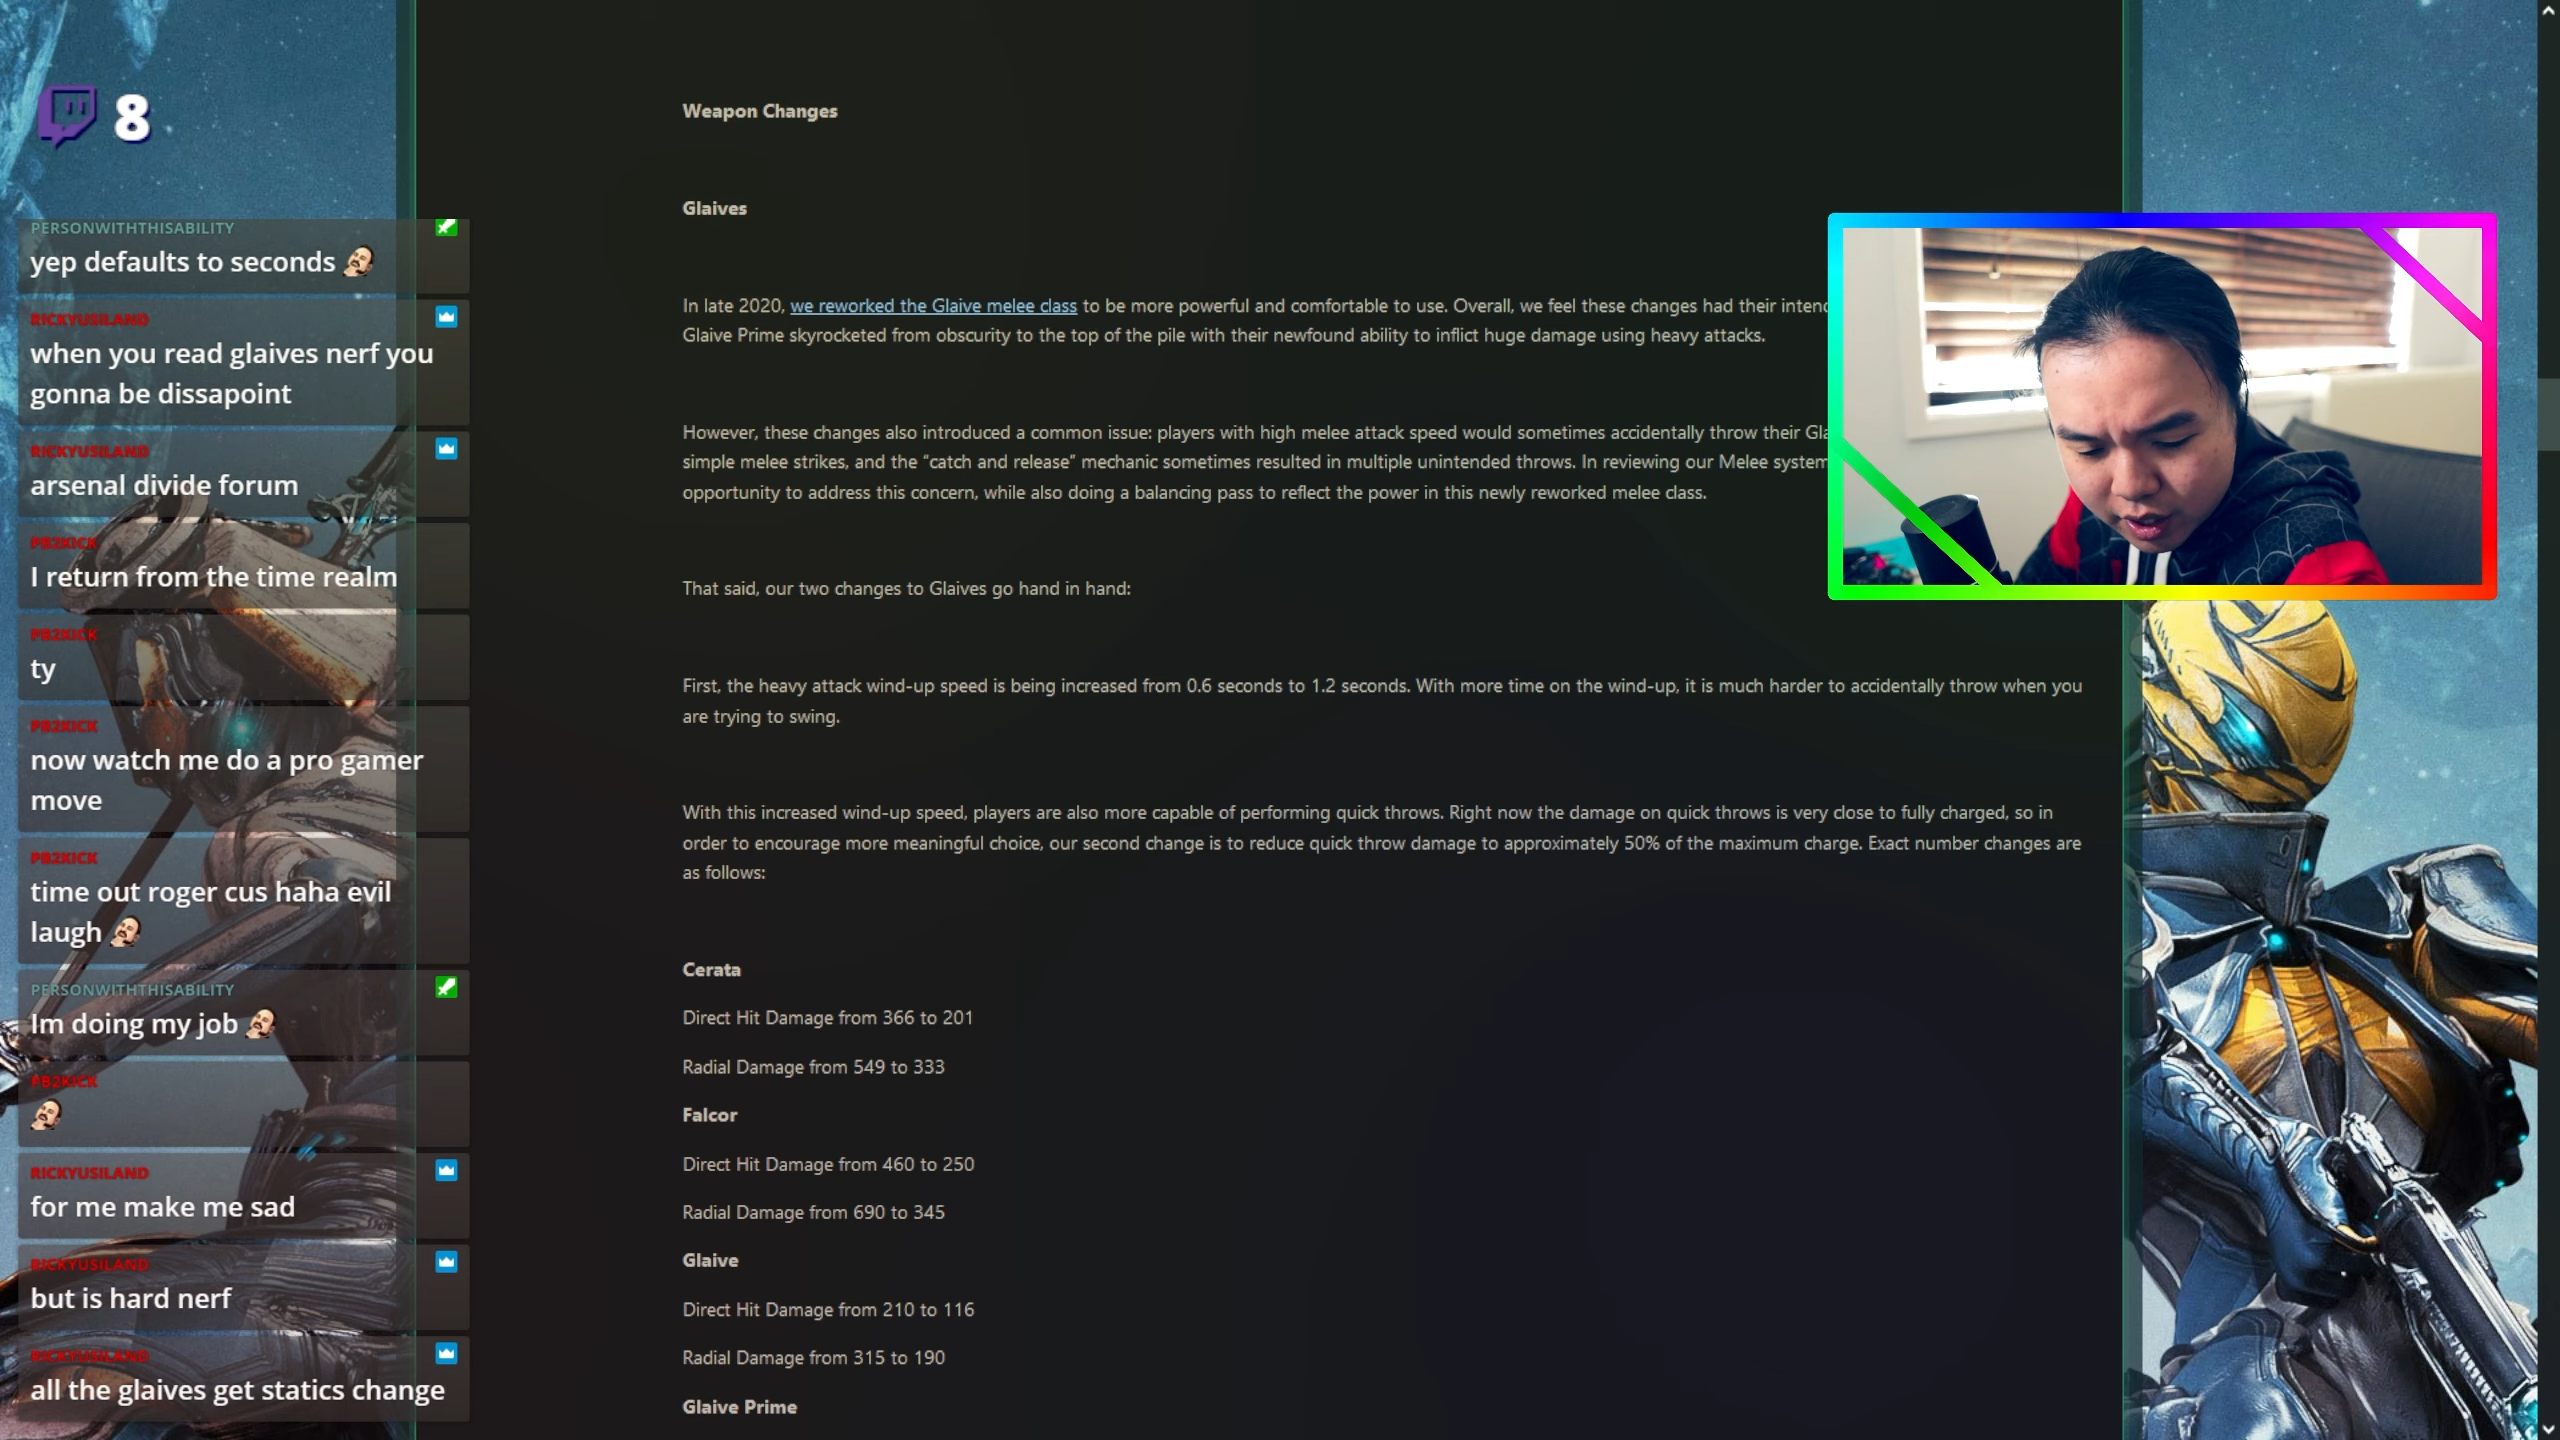 8
PERSONWITHTHISABILITY
yep defaults to seconds
RICKYUSILAND
when you read glaives nerf you
gonna be dissapoint
RICKYUSILAND
arsenal divide forum
PB2KICK
I return from the time realm
PB2KICK
ty
PB2KICK
now watch me do a pro gamer
move
PB2KICK
time out roger cus haha evil
laugh
PERSONWITHTHISABILITY
Im doing my job
PB2KICK
RICKYUSILAND
for me make me sad
RICKYUSILAND
but is hard nerf
RICKYUSILAND
all the glaives get statics change
Weapon Changes
Glaives
In late 2020, we reworked the Glaive melee class to be more powerful and comfortable to use. Overall, we feel these changes had their
Glaive Prime skyrocketed from obscurity to the top of the pile with their newfound ability to inflict huge damage using heavy attacks.
However, these changes also introduced a common issue: players with high melee attack speed would sometimes accidentally throw their
simple melee strikes, and the “catch and release” mechanic sometimes resulted in multiple unintended throws. In reviewing our Melee system
opportunity to address this concern, while also doing a balancing pass to reflect the power in this newly reworked melee class.
That said, our two changes to Glaives go hand in hand:
First, the heavy attack wind-up speed is being increased from 0.6 seconds to 1.2 seconds. With more time on the wind-up, it is much harder to accidentally throw when you
are trying to swing.
With this increased wind-up speed, players are also more capable of performing quick throws. Right now the damage on quick throws is very close to fully charged, so in
order to encourage more meaningful choice, our second change is to reduce quick throw damage to approximately 50% of the maximum charge. Exact number changes are
as follows:
Cerata
Direct Hit Damage from 366 to 201
Radial Damage from 549 to 333
Falcor
Direct Hit Damage from 460 to 250
Radial Damage from 690 to 345
Glaive
Direct Hit Damage from 210 to 116
Radial Damage from 315 to 190
Glaive Prime